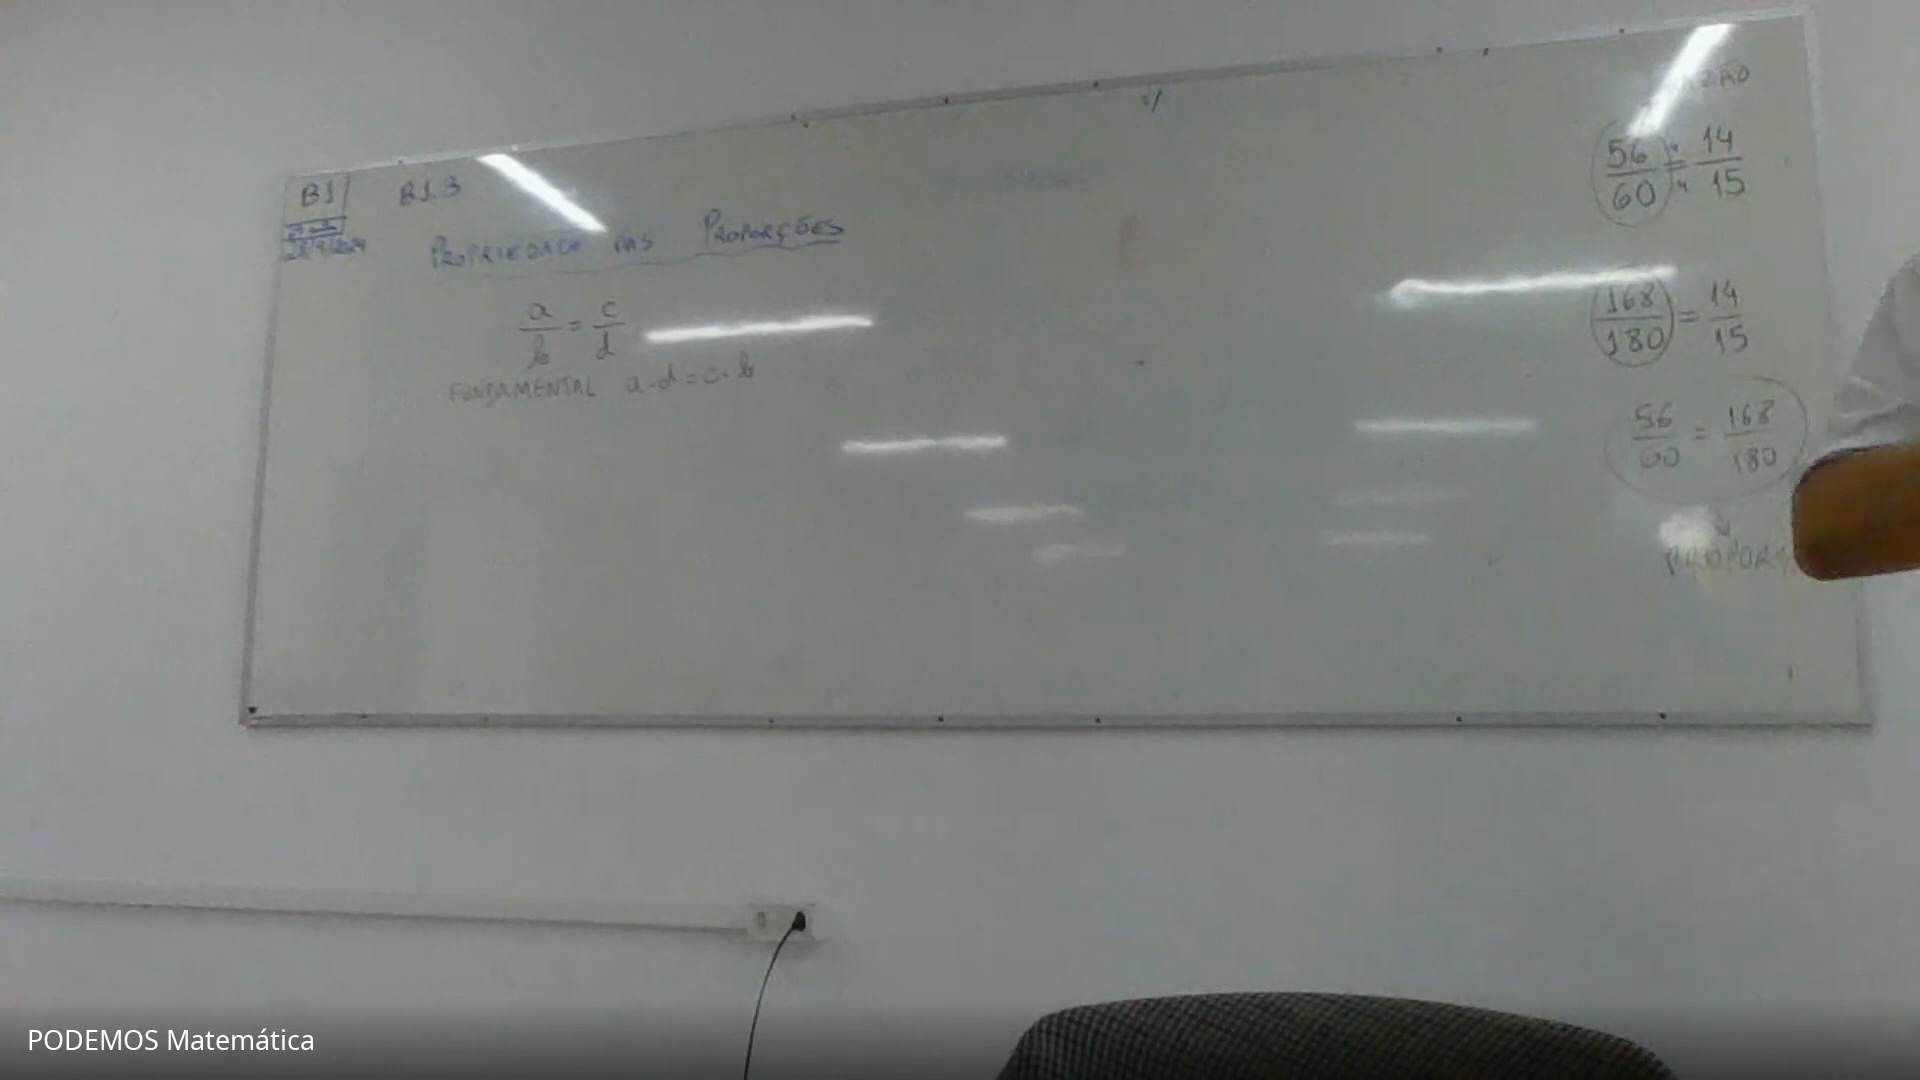 B1 B1.3
PROPRIEDADE DAS PROPORÇÕES
a/b = c/d
FUNDAMENTAL a.d=c.b
56/60 = 14/15
168/180 = 14/15
56/60 = 168/180
PODEMOS Matemática